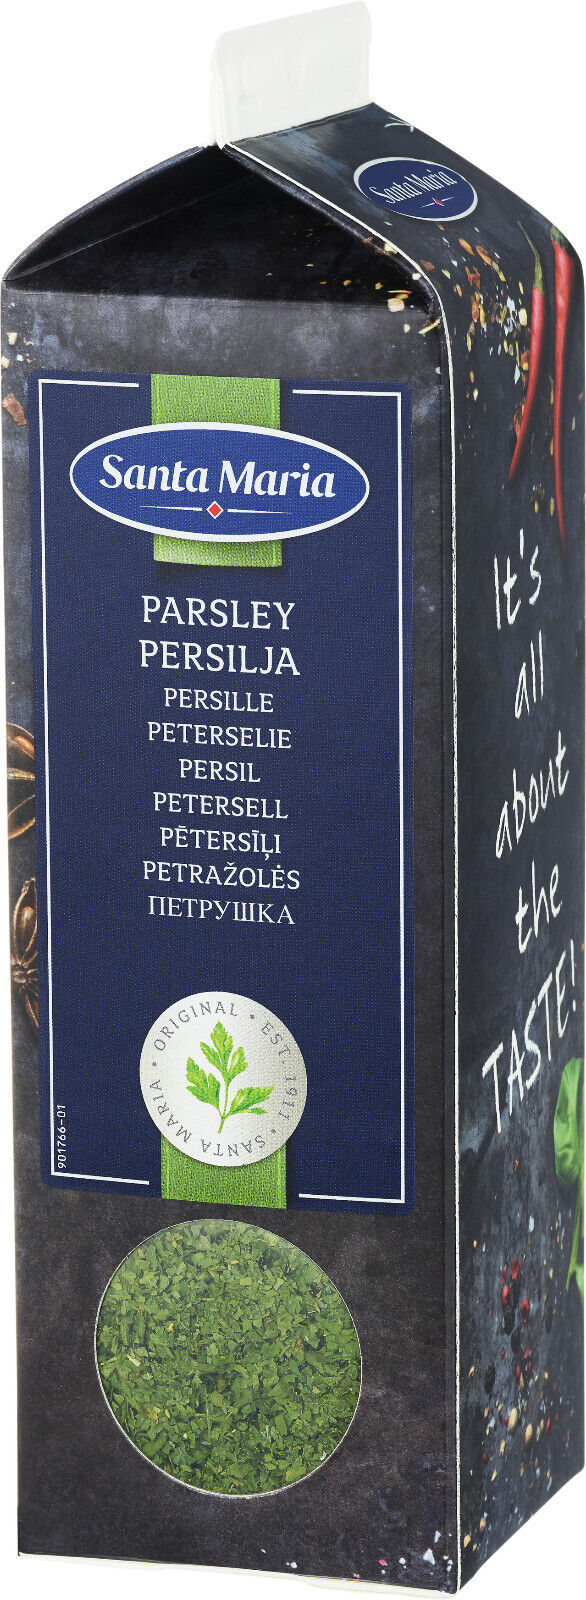 Santa Maria
Santa Maria
PARSLEY
PERSILJA
PERSILLE
PETERSELIE
PERSIL
PETERSELL
PĒTERSĪĻI
PETRAŽOLĖS
ПЕТРУШКА
ORIGINAL • EST. 1911 • SANTA MARIA •
901766-01
It's
all
about
the
TASTE!